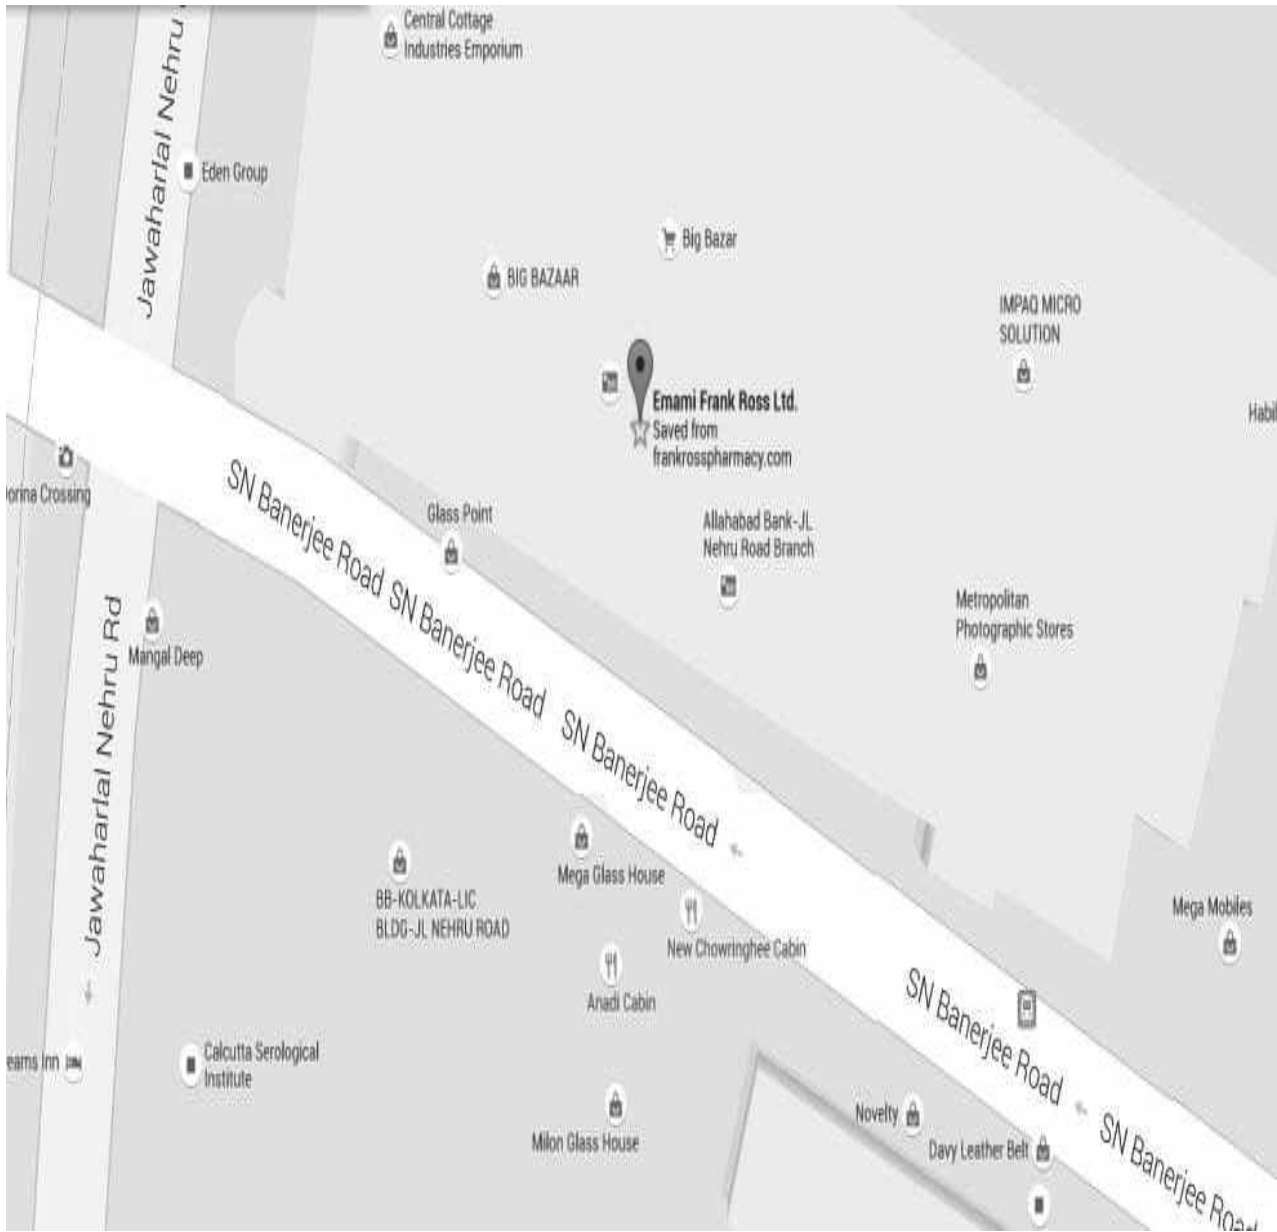 Central Cottage
Industries Emporium
Jawaharlal Nehru
Eden Group
Big Bazar
BIG BAZAAR
IMPAQ MICRO
SOLUTION
Emami Frank Ross Ltd.
Saved from
frankrosspharmacy.com
Habil
orina Crossing
SN Banerjee Road
Glass Point
Allahabad Bank-JL
Nehru Road Branch
SN Banerjee Road
Metropolitan
Photographic Stores
Mangal Deep
Jawaharlal Nehru Rd
SN Banerjee Road
Mega Glass House
BB-KOLKATA-LIC
BLDG-JL NEHRU ROAD
Mega Mobiles
New Chowringhee Cabin
Anadi Cabin
SN Banerjee Road
eams Inn
Calcutta Serological
Institute
Novelty
Milon Glass House
Davy Leather Belt
SN Banerjee Road